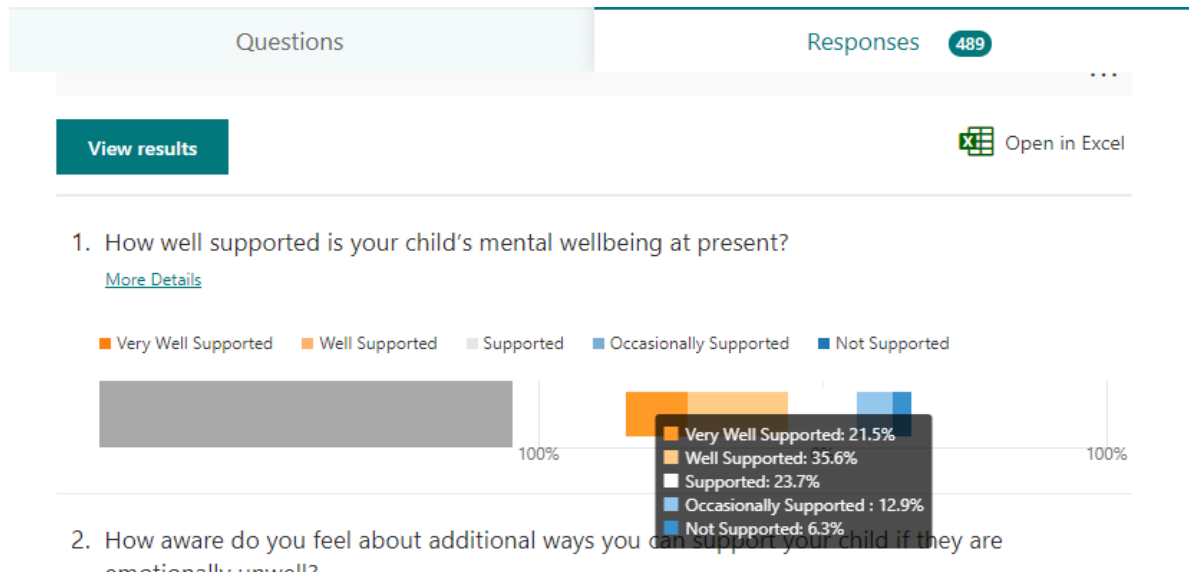 Questions
Responses 489
...
View results
Open in Excel
1. How well supported is your child's mental wellbeing at present?
More Details
Very Well Supported Well Supported Supported Occasionally Supported Not Supported
100% 100%
Very Well Supported: 21.5%
Well Supported: 35.6%
Supported: 23.7%
Occasionally Supported : 12.9%
Not Supported: 6.3%
2. How aware do you feel about additional ways you can support your child if they are
emotionally unwell?